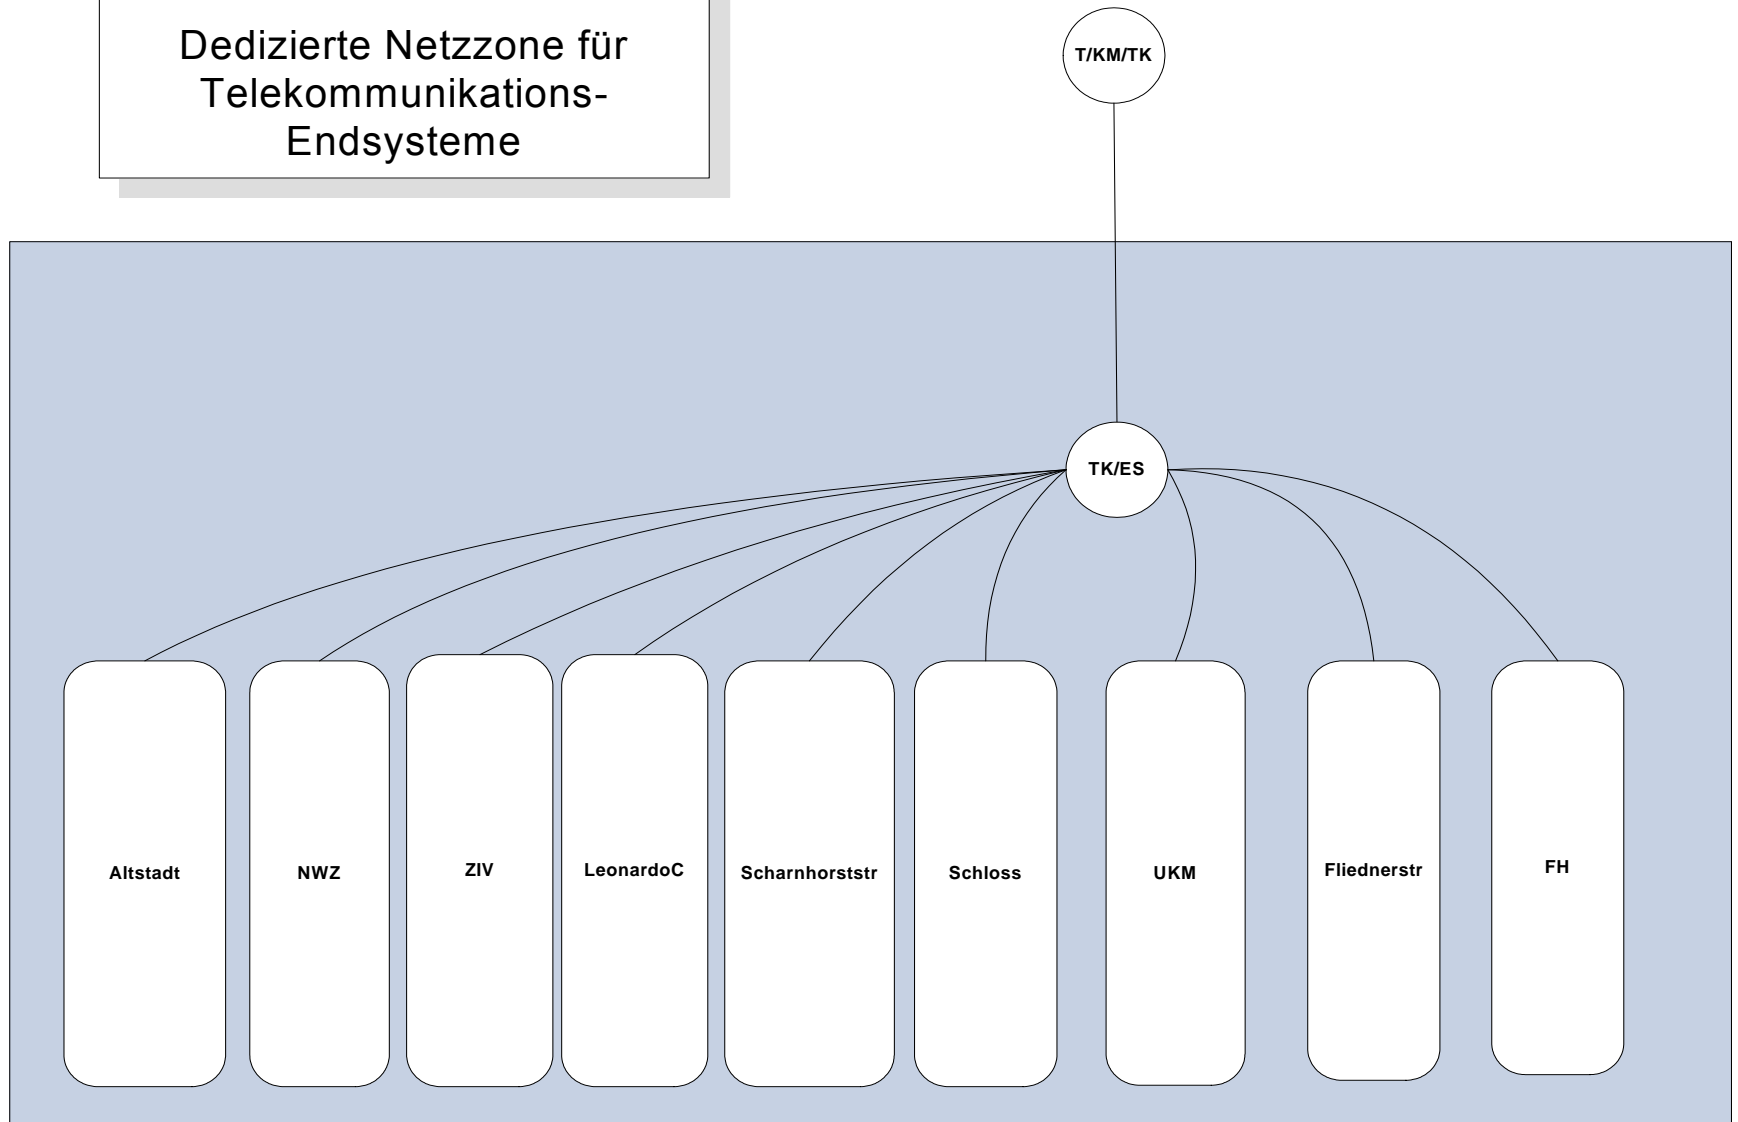 Dedizierte Netzzone für
Telekommunikations-
Endsysteme
T/KM/TK
TK/ES
Altstadt
NWZ
ZIV
LeonardoC
Scharnhorststr
Schloss
UKM
Fliednerstr
FH